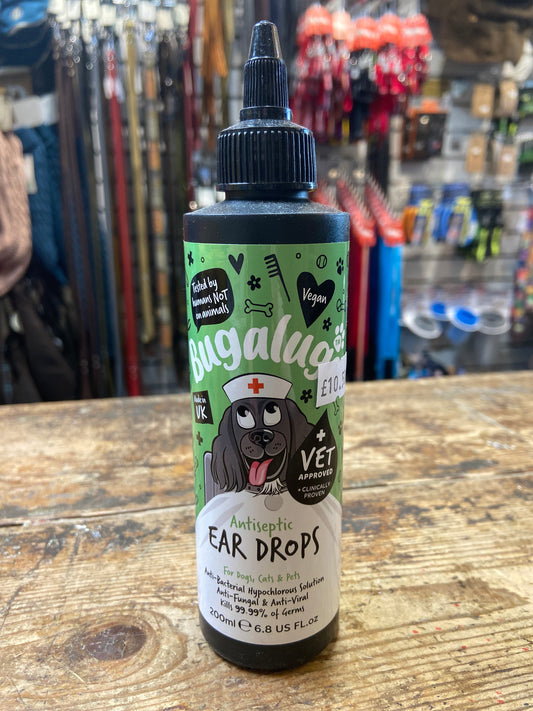 Tested by
humans NOT
on animals
Vegan
Bugalug
£10.
Made in
UK
+
VET
APPROVED
+ CLINICALLY
PROVEN
Antiseptic
EAR DROPS
For Dogs, Cats & Pets
Anti-Bacterial Hypochlorous Solution
Anti-Fungal & Anti-Viral
Kills 99.99% of Germs
200ml ℮ 6.8 US FL.oz